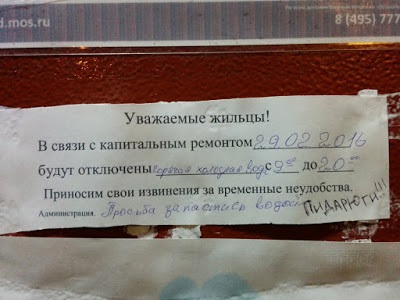 d.mos.ru
8 (495) 777
Уважаемые жильцы!
В связи с капитальным ремонтом 29.02.2016
будут отключены горячая холодная вода с 9⁰⁰ до 20⁰⁰
Приносим свои извинения за временные неудобства.
Администрация. Просьба запастись водой
ПИДАРЮГИ!!!